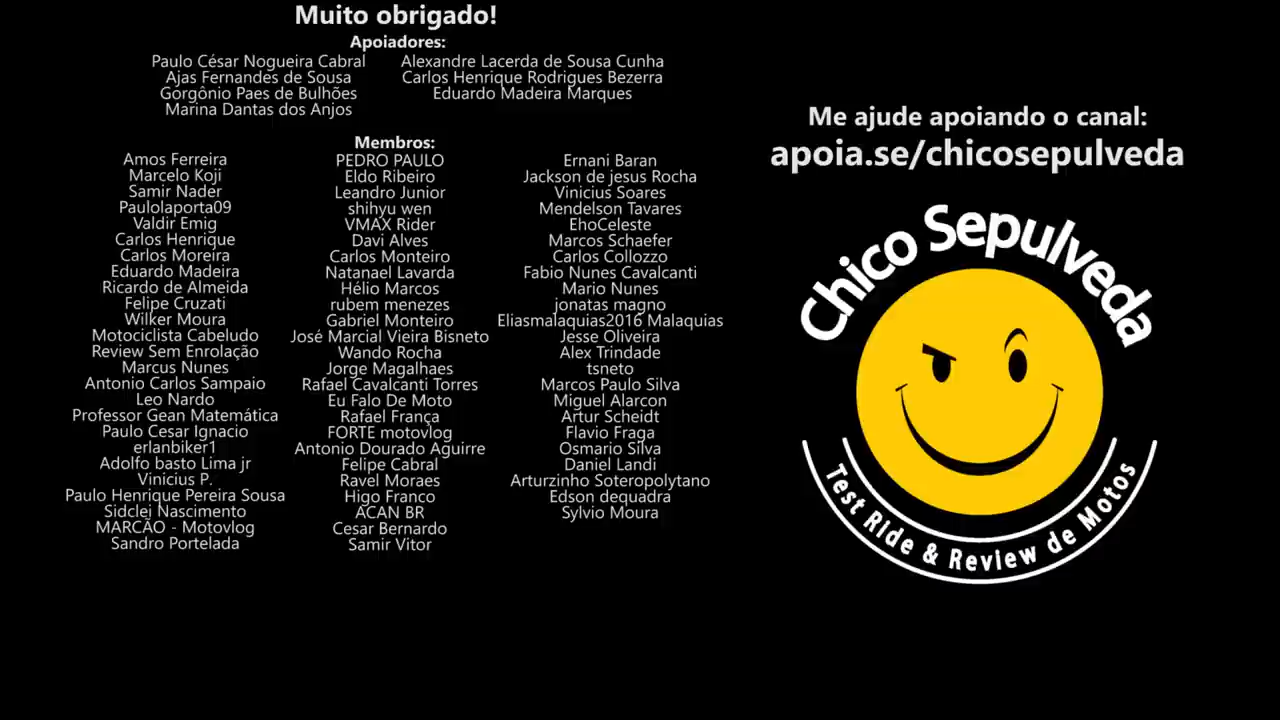 Muito obrigado!
Apoiadores:
Paulo César Nogueira Cabral
Ajas Fernandes de Sousa
Gorgônio Paes de Bulhões
Marina Dantas dos Anjos
Alexandre Lacerda de Sousa Cunha
Carlos Henrique Rodrigues Bezerra
Eduardo Madeira Marques
Membros:
Amos Ferreira
Marcelo Koji
Samir Nader
Paulolaporta09
Valdir Emig
Carlos Henrique
Carlos Moreira
Eduardo Madeira
Ricardo de Almeida
Felipe Cruzati
Wilker Moura
Motociclista Cabeludo
Review Sem Enrolação
Marcus Nunes
Antonio Carlos Sampaio
Leo Nardo
Professor Gean Matemática
Paulo Cesar Ignacio
erlanbiker1
Adolfo basto Lima jr
Vinicius P.
Paulo Henrique Pereira Sousa
Sidclei Nascimento
MARCÃO - Motovlog
Sandro Portelada
PEDRO PAULO
Eldo Ribeiro
Leandro Junior
shihyu wen
VMAX Rider
Davi Alves
Carlos Monteiro
Natanael Lavarda
Hélio Marcos
rubem menezes
Gabriel Monteiro
José Marcial Vieira Bisneto
Wando Rocha
Jorge Magalhaes
Rafael Cavalcanti Torres
Eu Falo De Moto
Rafael França
FORTE motovlog
Antonio Dourado Aguirre
Felipe Cabral
Ravel Moraes
Higo Franco
ACAN BR
Cesar Bernardo
Samir Vitor
Ernani Baran
Jackson de jesus Rocha
Vinicius Soares
Mendelson Tavares
EhoCeleste
Marcos Schaefer
Carlos Collozzo
Fabio Nunes Cavalcanti
Mario Nunes
jonatas magno
Eliasmalaquias2016 Malaquias
Jesse Oliveira
Alex Trindade
tsneto
Marcos Paulo Silva
Miguel Alarcon
Artur Scheidt
Flavio Fraga
Osmario Silva
Daniel Landi
Arturzinho Soteropolytano
Edson dequadra
Sylvio Moura
Me ajude apoiando o canal:
apoia.se/chicosepulveda
Chico Sepulveda
Test Ride & Review de Motos